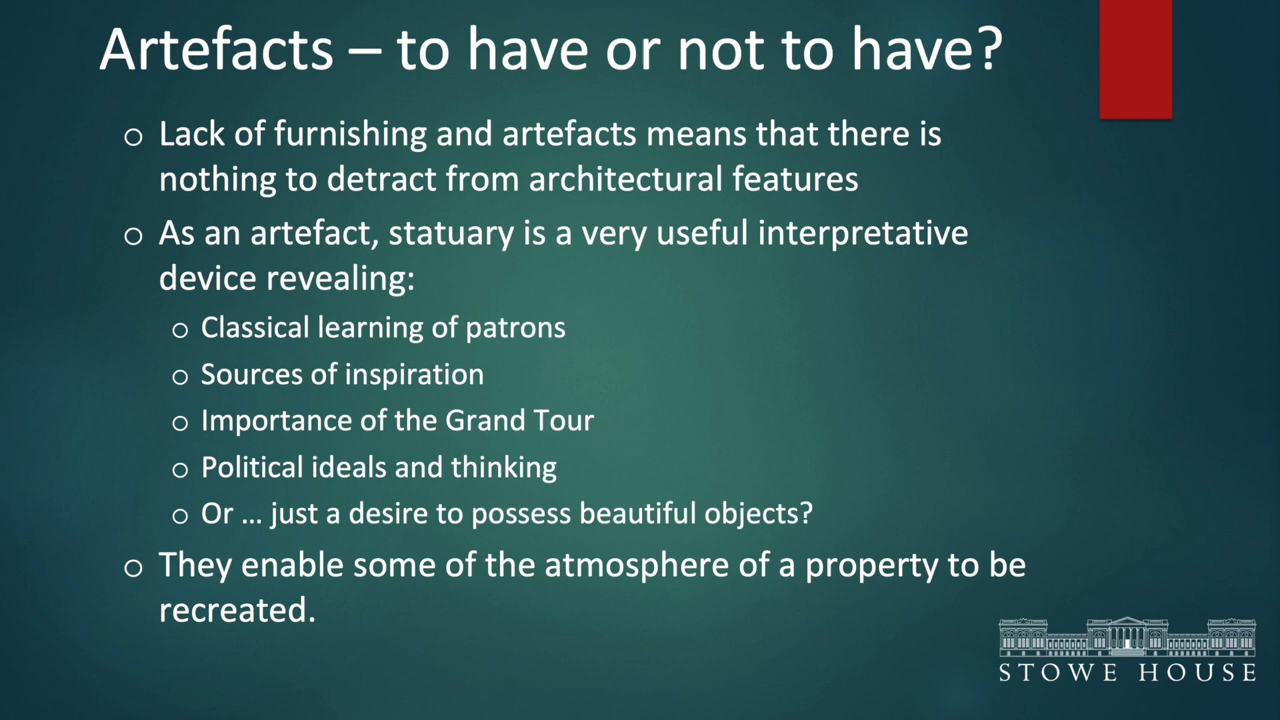 Artefacts – to have or not to have?
o Lack of furnishing and artefacts means that there is
nothing to detract from architectural features
o As an artefact, statuary is a very useful interpretative
device revealing:
o Classical learning of patrons
o Sources of inspiration
o Importance of the Grand Tour
o Political ideals and thinking
o Or … just a desire to possess beautiful objects?
o They enable some of the atmosphere of a property to be
recreated.
STOWE HOUSE